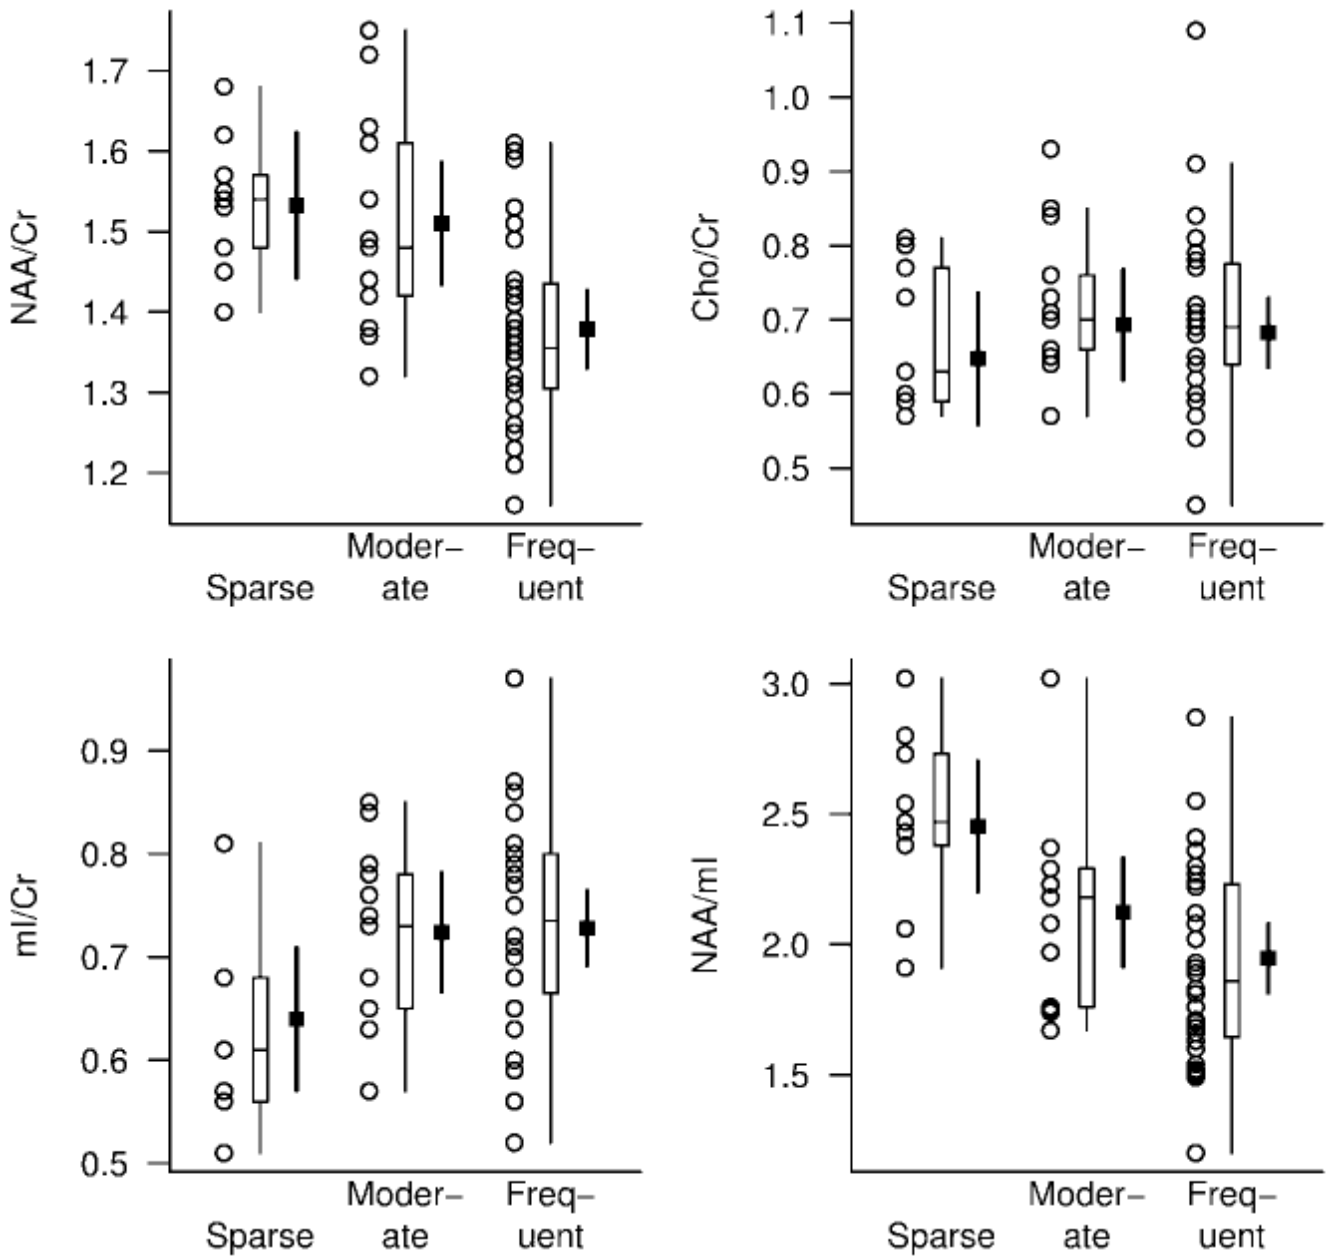 NAA/Cr
1.7
1.6
1.5
1.4
1.3
1.2
Sparse
Moder–
ate
Freq–
uent
Cho/Cr
1.1
1.0
0.9
0.8
0.7
0.6
0.5
Sparse
Moder–
ate
Freq–
uent
mI/Cr
0.9
0.8
0.7
0.6
0.5
Sparse
Moder–
ate
Freq–
uent
NAA/mI
3.0
2.5
2.0
1.5
Sparse
Moder–
ate
Freq–
uent